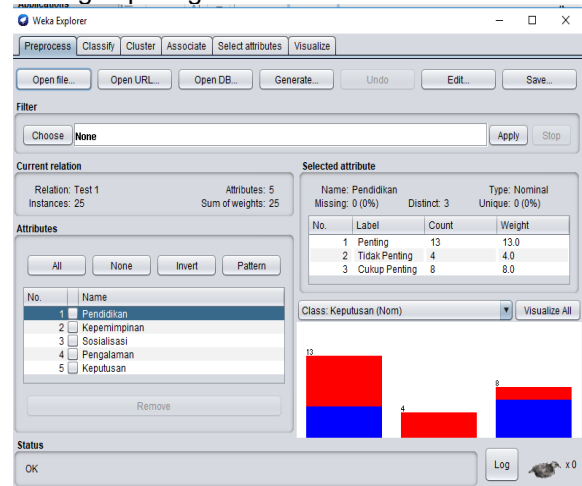 Weka Explorer
Preprocess Classify Cluster Associate Select attributes Visualize
Open file... Open URL... Open DB... Generate... Undo Edit... Save...
Filter
Choose None Apply Stop
Current relation
Relation: Test 1 Attributes: 5
Instances: 25 Sum of weights: 25
Selected attribute
Name: Pendidikan Type: Nominal
Missing: 0 (0%) Distinct: 3 Unique: 0 (0%)
No. Label Count Weight
1 Penting 13 13.0
2 Tidak Penting 4 4.0
3 Cukup Penting 8 8.0
Attributes
All None Invert Pattern
No. Name
1 Pendidikan
2 Kepemimpinan
3 Sosialisasi
4 Pengalaman
5 Keputusan
Remove
Class: Keputusan (Nom) Visualize All
13
4
8
Status
OK
Log x 0